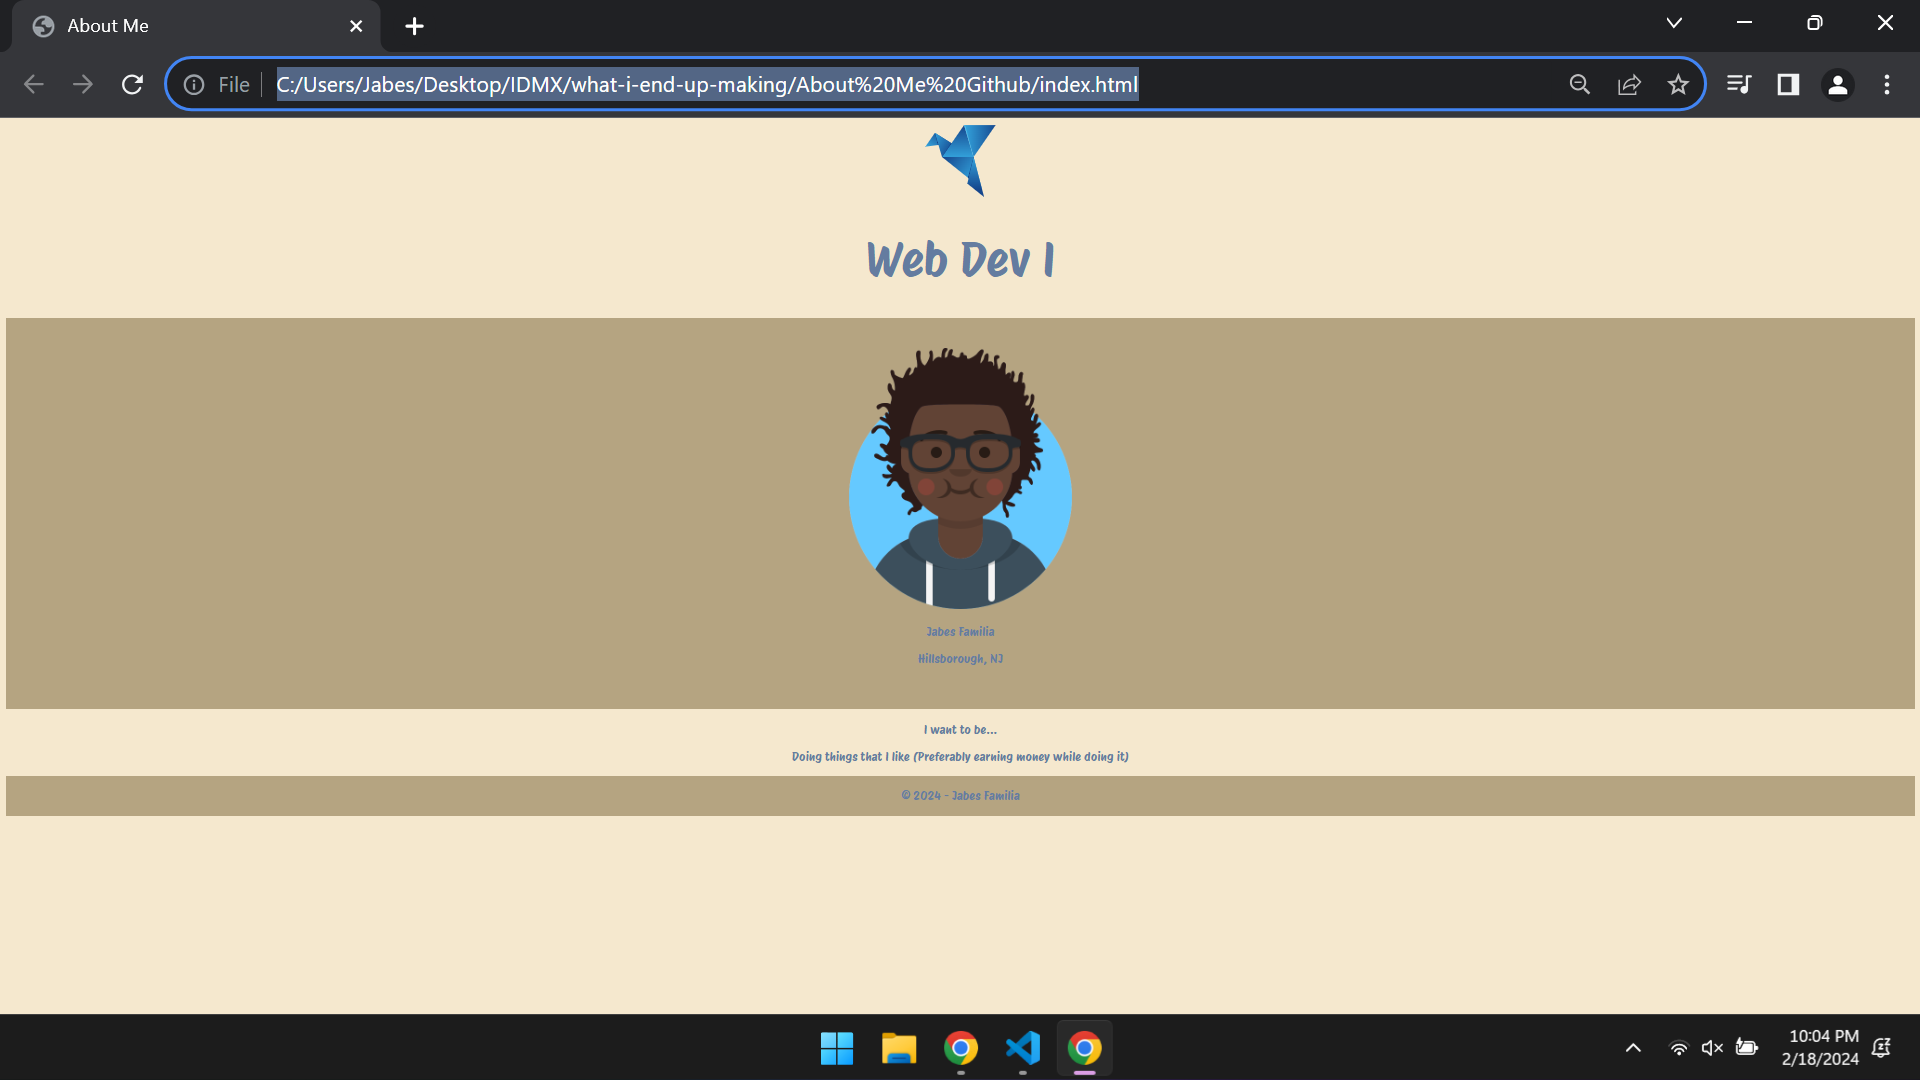 About Me
File
C:/Users/Jabes/Desktop/IDMX/what-i-end-up-making/About%20Me%20Github/index.html
Web Dev I
Jabes Familia
Hillsborough, NJ
I want to be...
Doing things that I like (Preferably earning money while doing it)
© 2024 - Jabes Familia
10:04 PM
2/18/2024